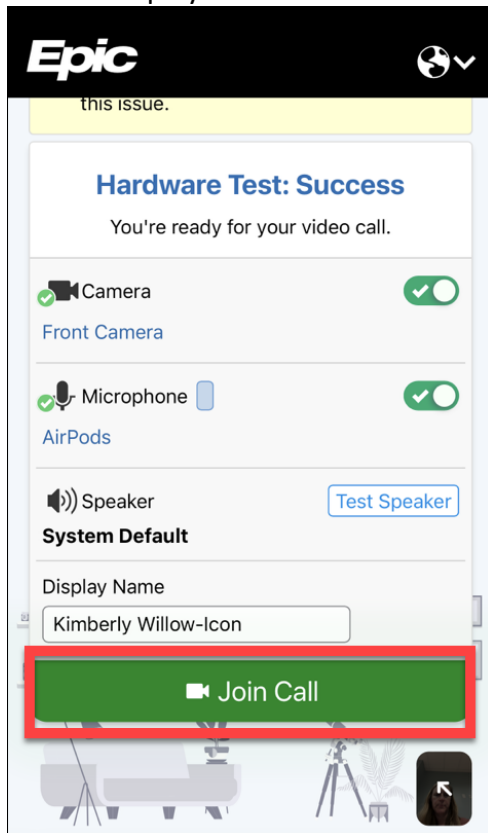 Epic
this issue.
Hardware Test: Success
You're ready for your video call.
Camera
Front Camera
Microphone
AirPods
Speaker
Test Speaker
System Default
Display Name
Kimberly Willow-Icon
Join Call